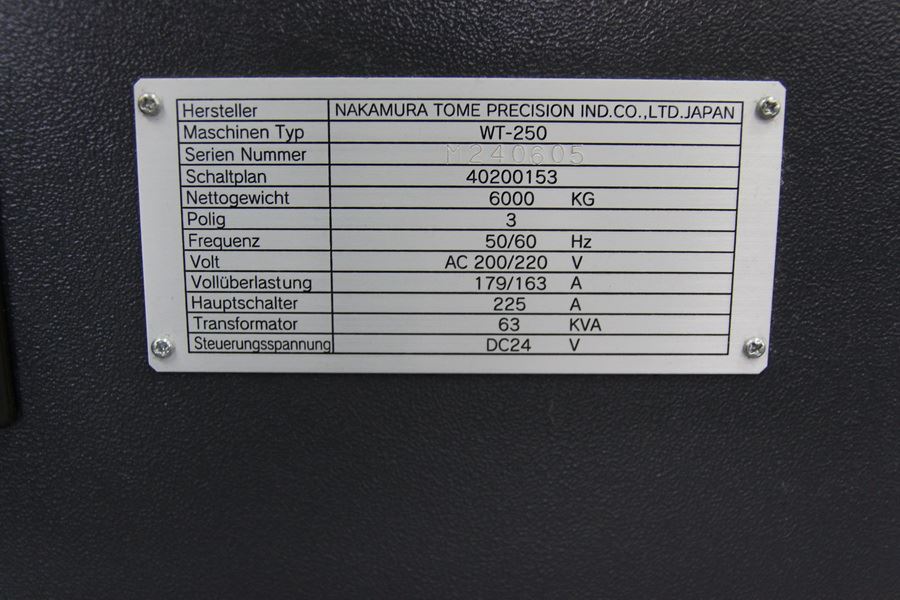 Hersteller NAKAMURA TOME PRECISION IND.CO.,LTD.JAPAN
Maschinen Typ WT-250
Serien Nummer M240605
Schaltplan 40200153
Nettogewicht 6000 KG
Polig 3
Frequenz 50/60 Hz
Volt AC 200/220 V
Vollüberlastung 179/163 A
Hauptschalter 225 A
Transformator 63 KVA
Steuerungsspannung DC24 V